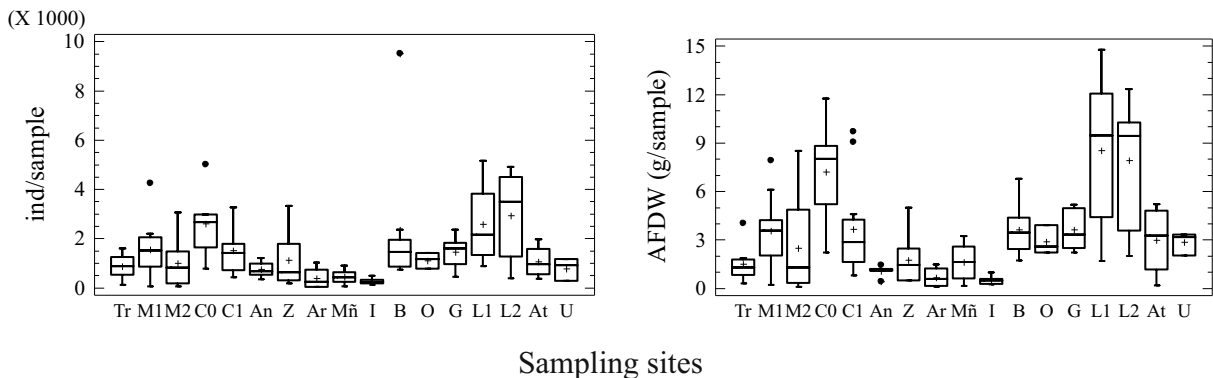 (X 1000)
ind/sample
10
8
6
4
2
0
Tr M1 M2 C0 C1 An Z Ar Mñ I B O G L1 L2 At U
AFDW (g/sample)
15
12
9
6
3
0
Tr M1 M2 C0 C1 An Z Ar Mñ I B O G L1 L2 At U
Sampling sites